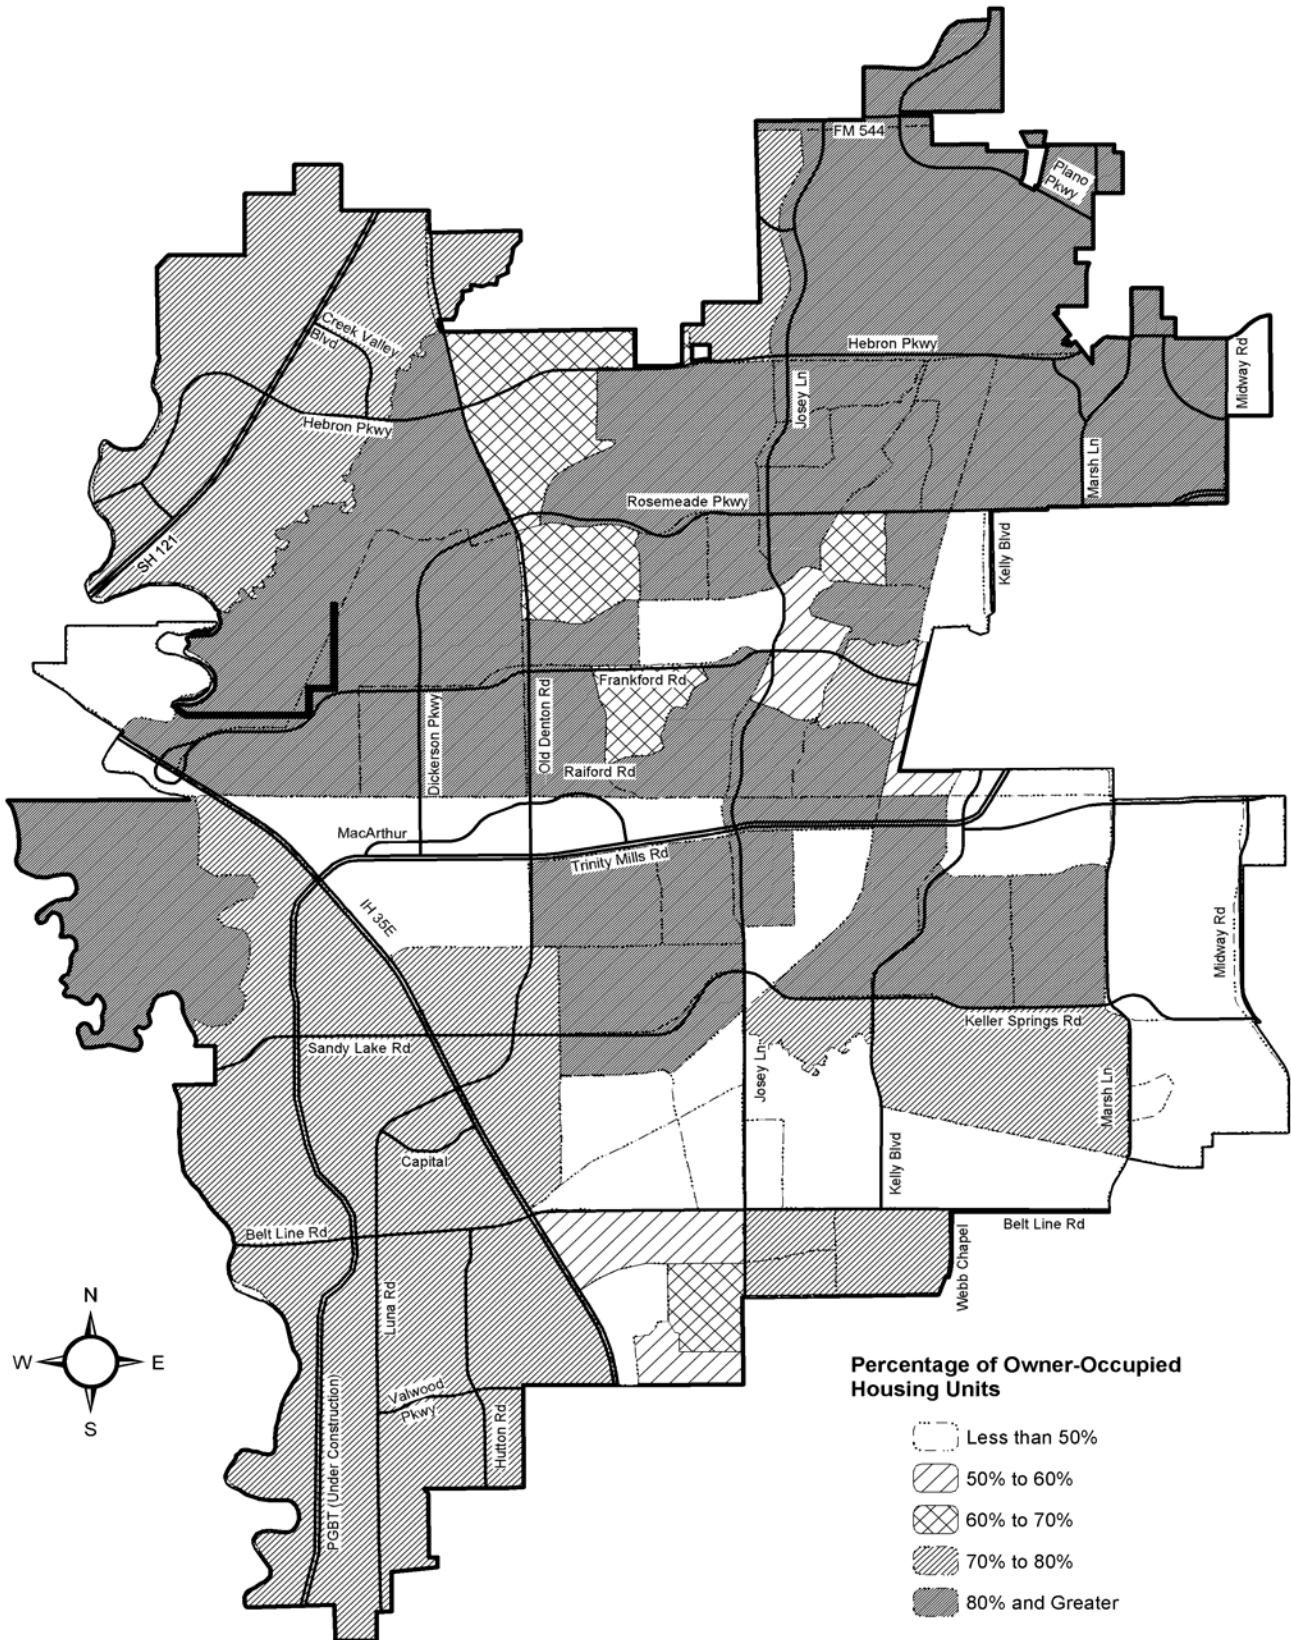 FM 544
Plano
Pkwy
Creek Valley
Blvd
Hebron Pkwy
Midway Rd
Josey Ln
Hebron Pkwy
Marsh Ln
Rosemeade Pkwy
SH 121
Kelly Blvd
Frankford Rd
Dickerson Pkwy
Old Denton Rd
Raiford Rd
MacArthur
Trinity Mills Rd
IH 35E
Midway Rd
Keller Springs Rd
Sandy Lake Rd
Josey Ln
Marsh Ln
Capital
Kelly Blvd
Belt Line Rd
Belt Line Rd
Webb Chapel
Luna Rd
N
W
E
S
Valwood
Pkwy
Hutton Rd
PGBT (Under Construction)
Percentage of Owner-Occupied
Housing Units
Less than 50%
50% to 60%
60% to 70%
70% to 80%
80% and Greater